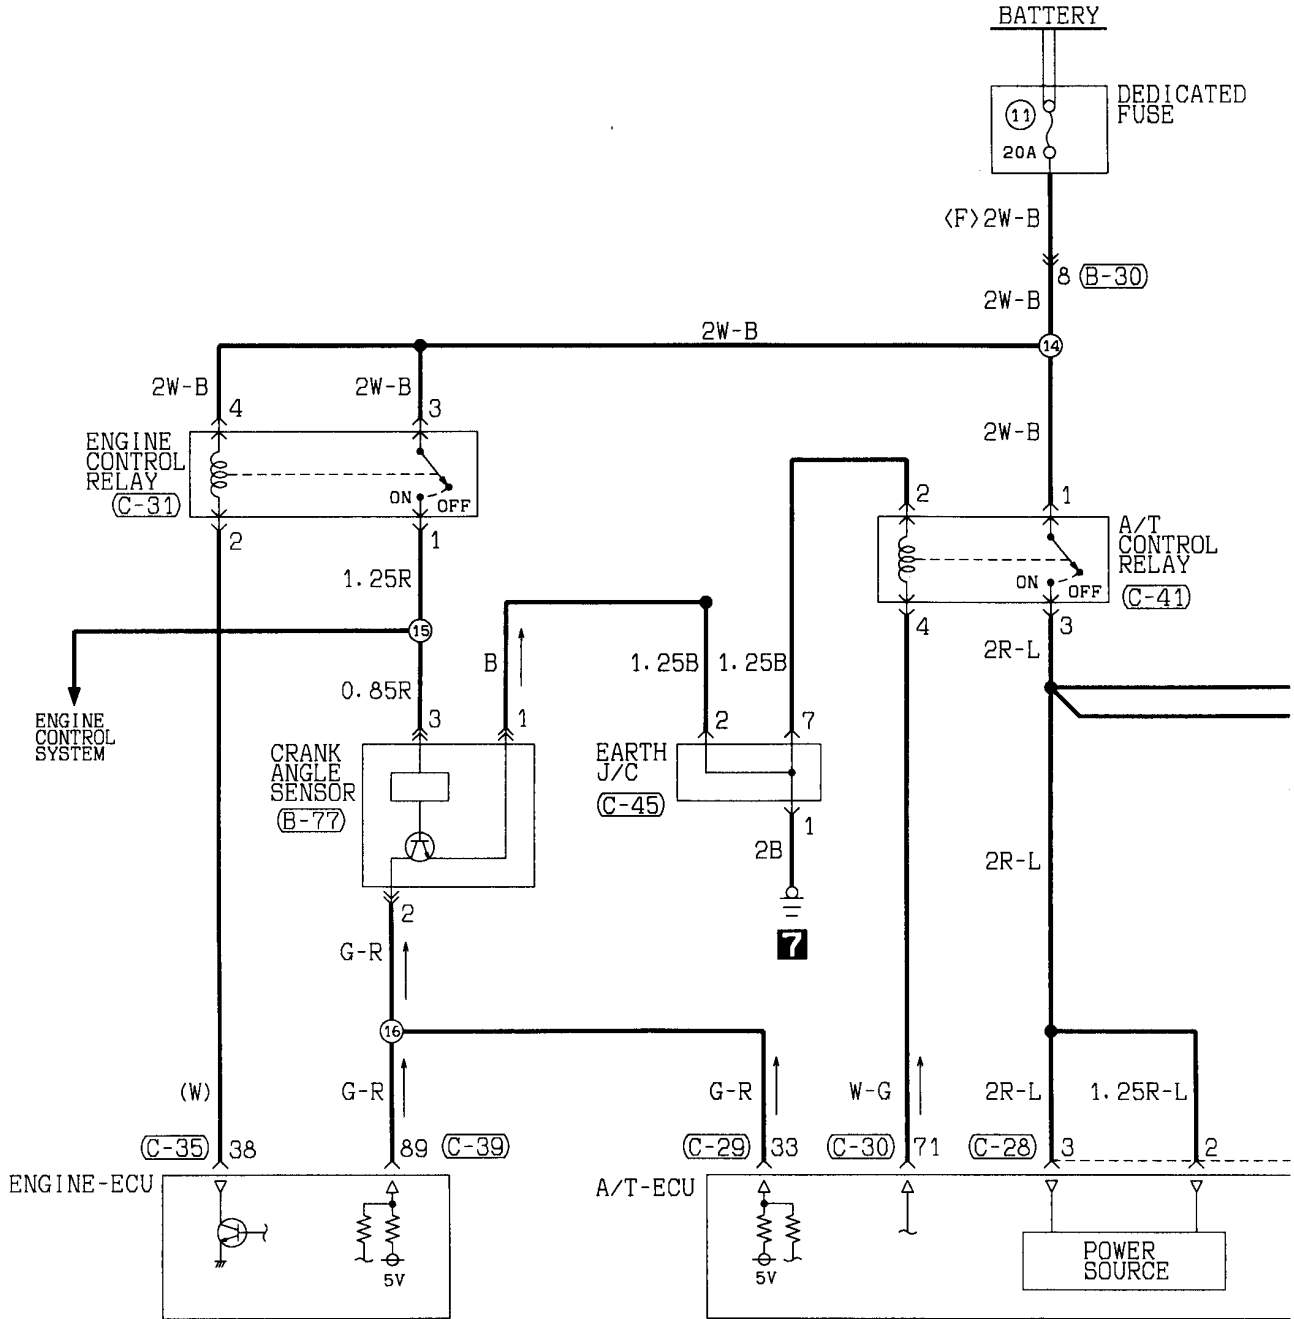 BATTERY
DEDICATED
FUSE
11
20A
<F>2W-B
8 (B-30)
2W-B
2W-B
14
2W-B
2W-B
2W-B
4
3
1
2
ENGINE
CONTROL
RELAY
(C-31)
ON
OFF
A/T
CONTROL
RELAY
(C-41)
ON
OFF
2
1
4
3
1.25R
15
2R-L
B
1.25B
1.25B
0.85R
ENGINE
CONTROL
SYSTEM
3
1
2
7
CRANK
ANGLE
SENSOR
(B-77)
EARTH
J/C
(C-45)
1
2B
2R-L
7
2
G-R
16
(W)
G-R
G-R
W-G
2R-L
1.25R-L
(C-35) 38
89 (C-39)
(C-29) 33
(C-30) 71
(C-28) 3
2
ENGINE-ECU
5V
A/T-ECU
5V
POWER
SOURCE